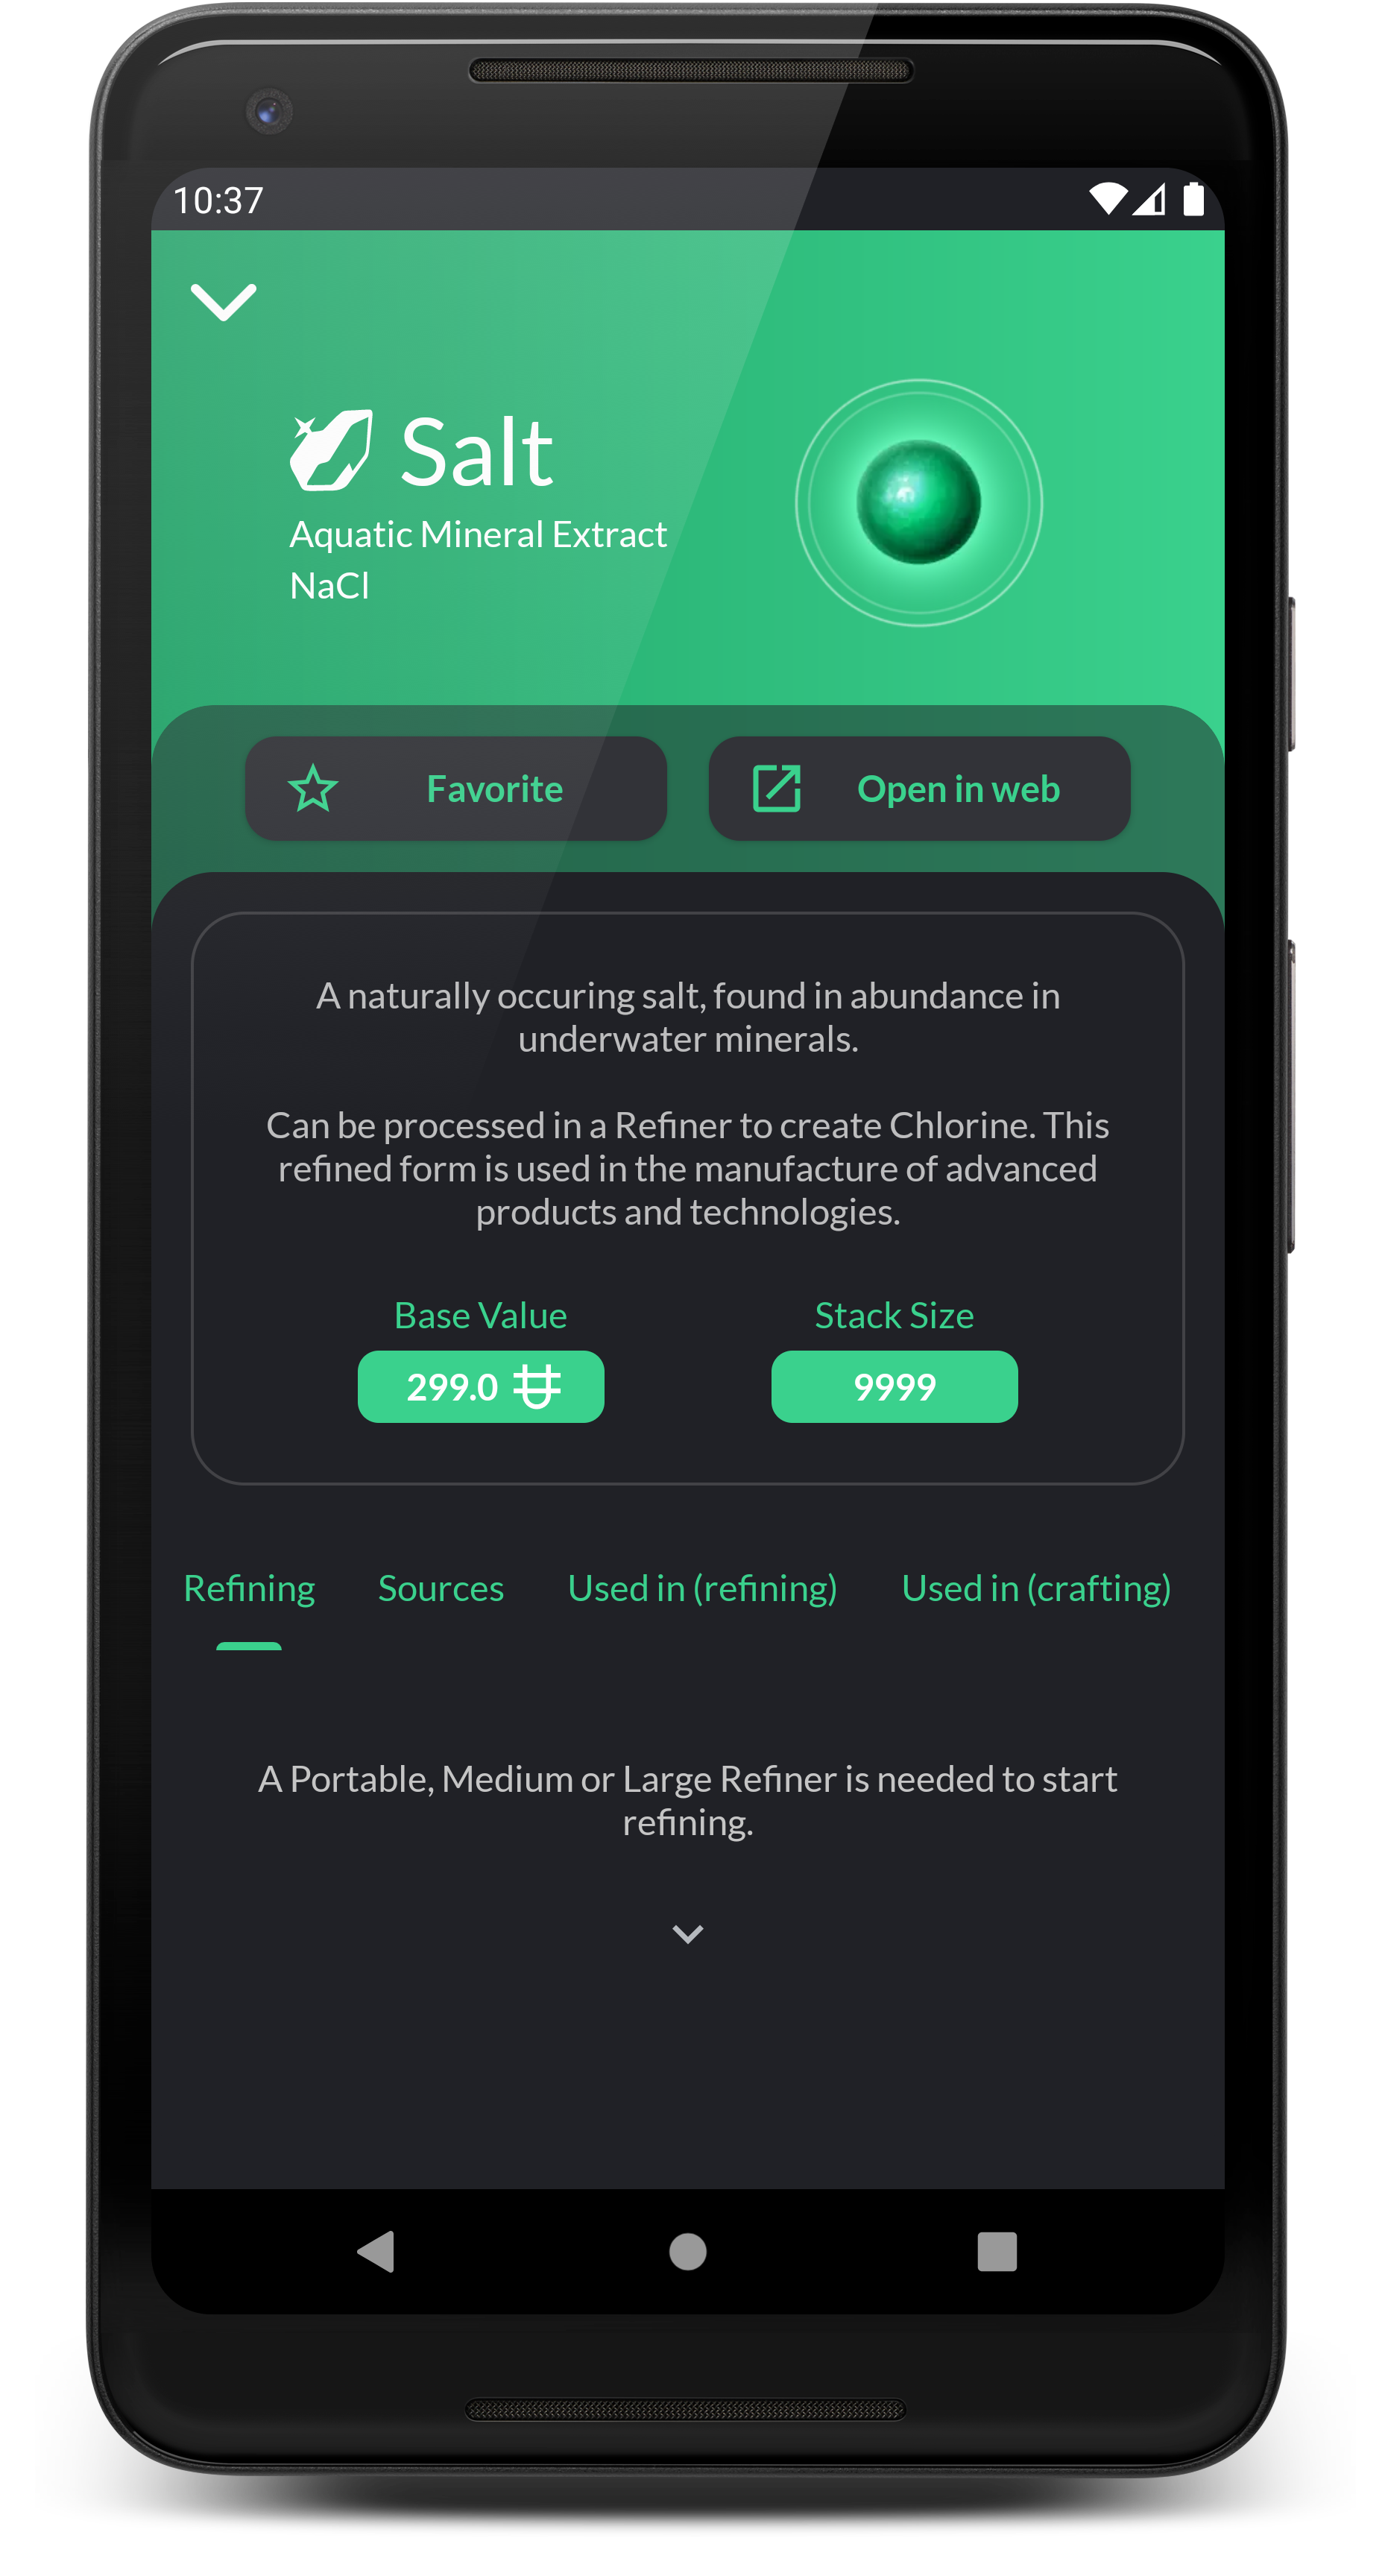 10:37
Salt
Aquatic Mineral Extract
NaCl
Favorite
Open in web
A naturally occuring salt, found in abundance in
underwater minerals.
Can be processed in a Refiner to create Chlorine. This
refined form is used in the manufacture of advanced
products and technologies.
Base Value
Stack Size
299.0
9999
Refining
Sources
Used in (refining)
Used in (crafting)
A Portable, Medium or Large Refiner is needed to start
refining.